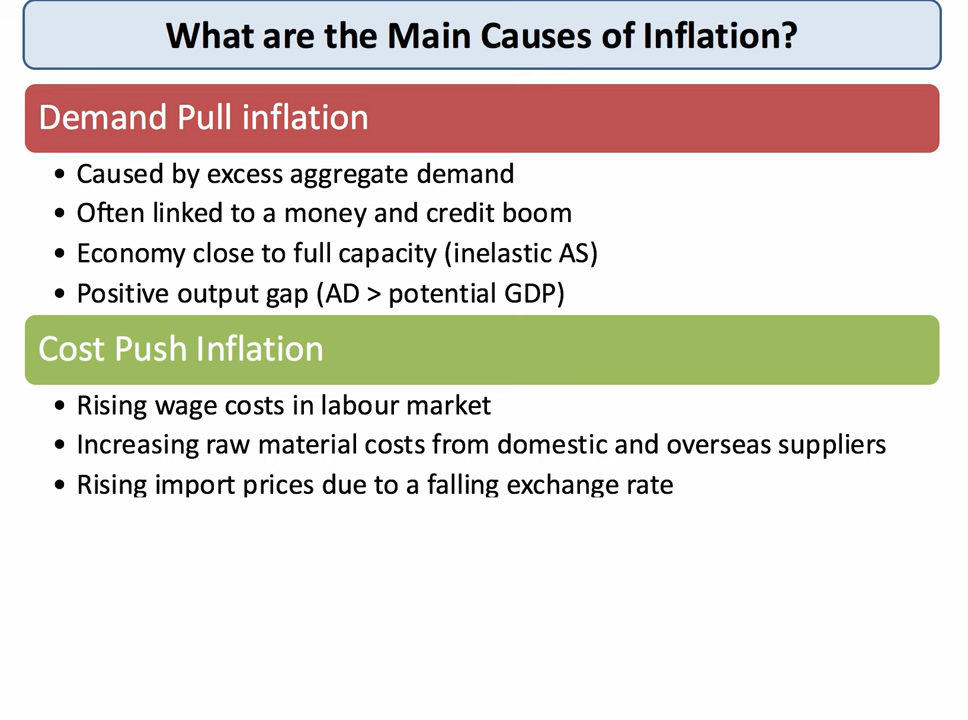 What are the Main Causes of Inflation?
Demand Pull inflation
• Caused by excess aggregate demand
• Often linked to a money and credit boom
• Economy close to full capacity (inelastic AS)
• Positive output gap (AD > potential GDP)
Cost Push Inflation
• Rising wage costs in labour market
• Increasing raw material costs from domestic and overseas suppliers
• Rising import prices due to a falling exchange rate